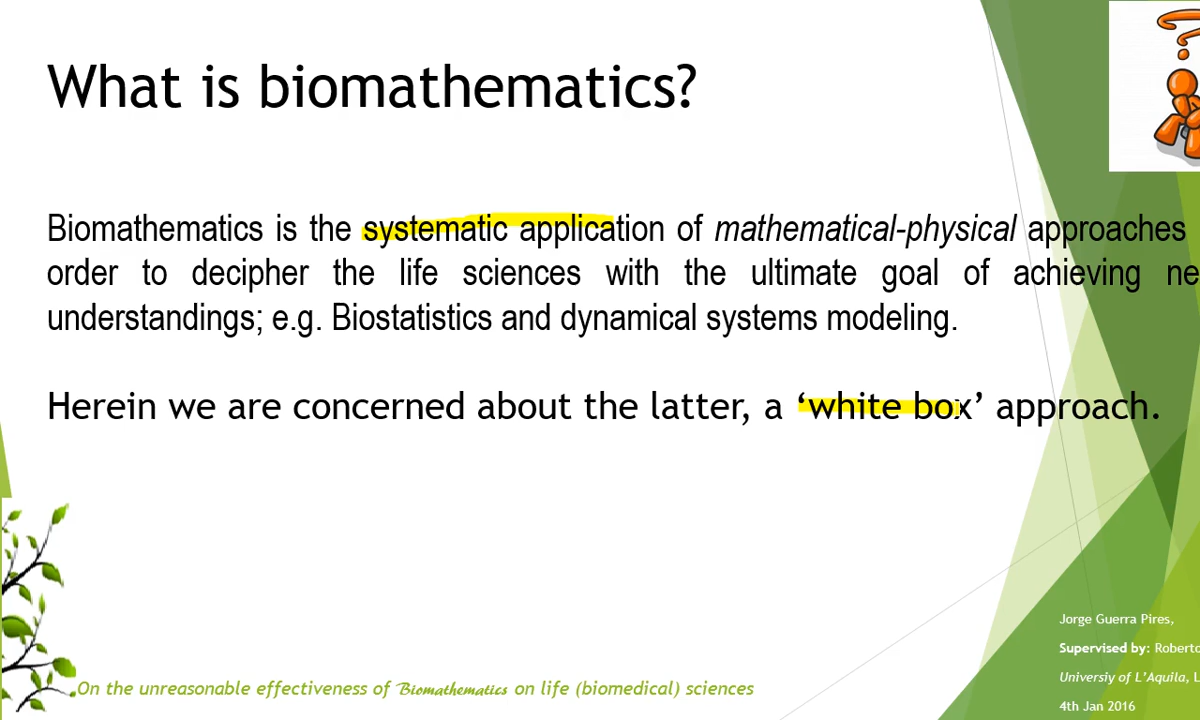 What is biomathematics?
Biomathematics is the systematic application of mathematical-physical approaches
order to decipher the life sciences with the ultimate goal of achieving
understandings; e.g. Biostatistics and dynamical systems modeling.
Herein we are concerned about the latter, a ‘white box’ approach.
On the unreasonable effectiveness of Biomathematics on life (biomedical) sciences
Jorge Guerra Pires,
Supervised by: Roberto
Universiy of L’Aquila,
4th Jan 2016